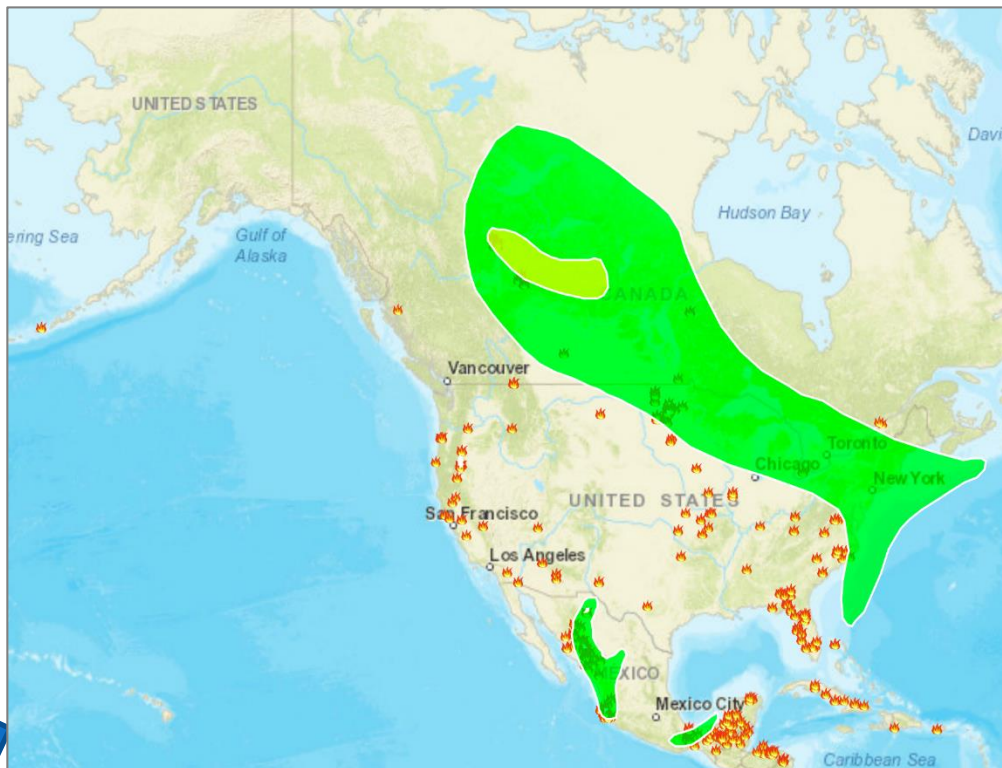 UNITED STATES
Davi
Hudson Bay
ering Sea
Gulf of
Alaska
CANADA
Vancouver
Toronto
Chicago
New York
UNITED STATES
San Francisco
Los Angeles
MEXICO
Mexico City
Caribbean Sea